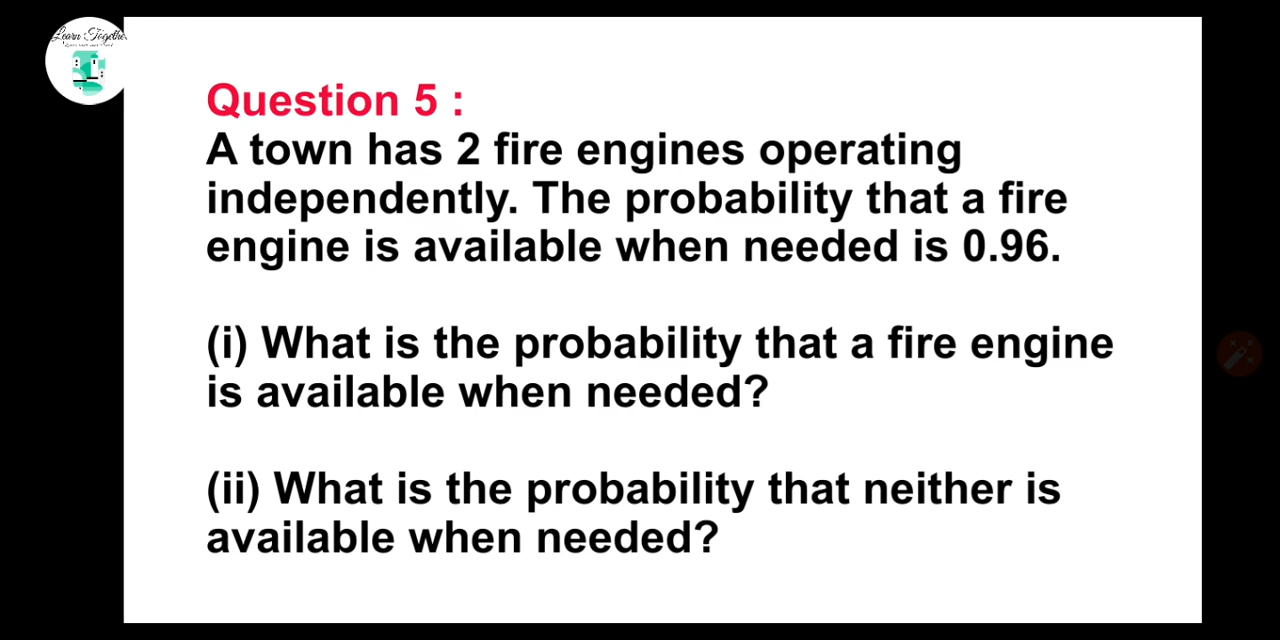 Learn Together
Question 5 :
A town has 2 fire engines operating
independently. The probability that a fire
engine is available when needed is 0.96.
(i) What is the probability that a fire engine
is available when needed?
(ii) What is the probability that neither is
available when needed?